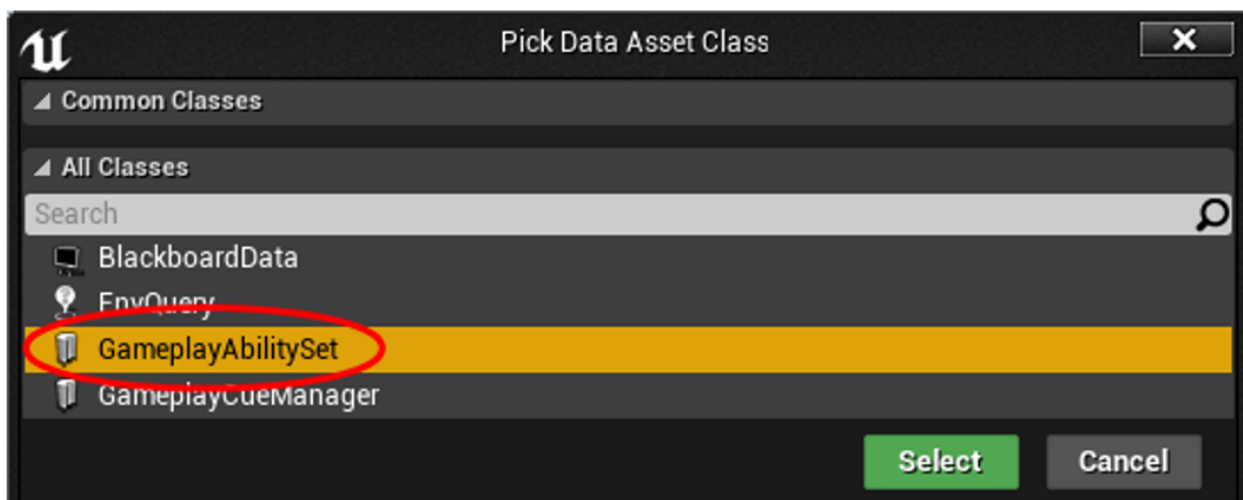 Pick Data Asset Class
Common Classes
All Classes
Search
BlackboardData
EnvQuery
GameplayAbilitySet
GameplayCueManager
Select Cancel